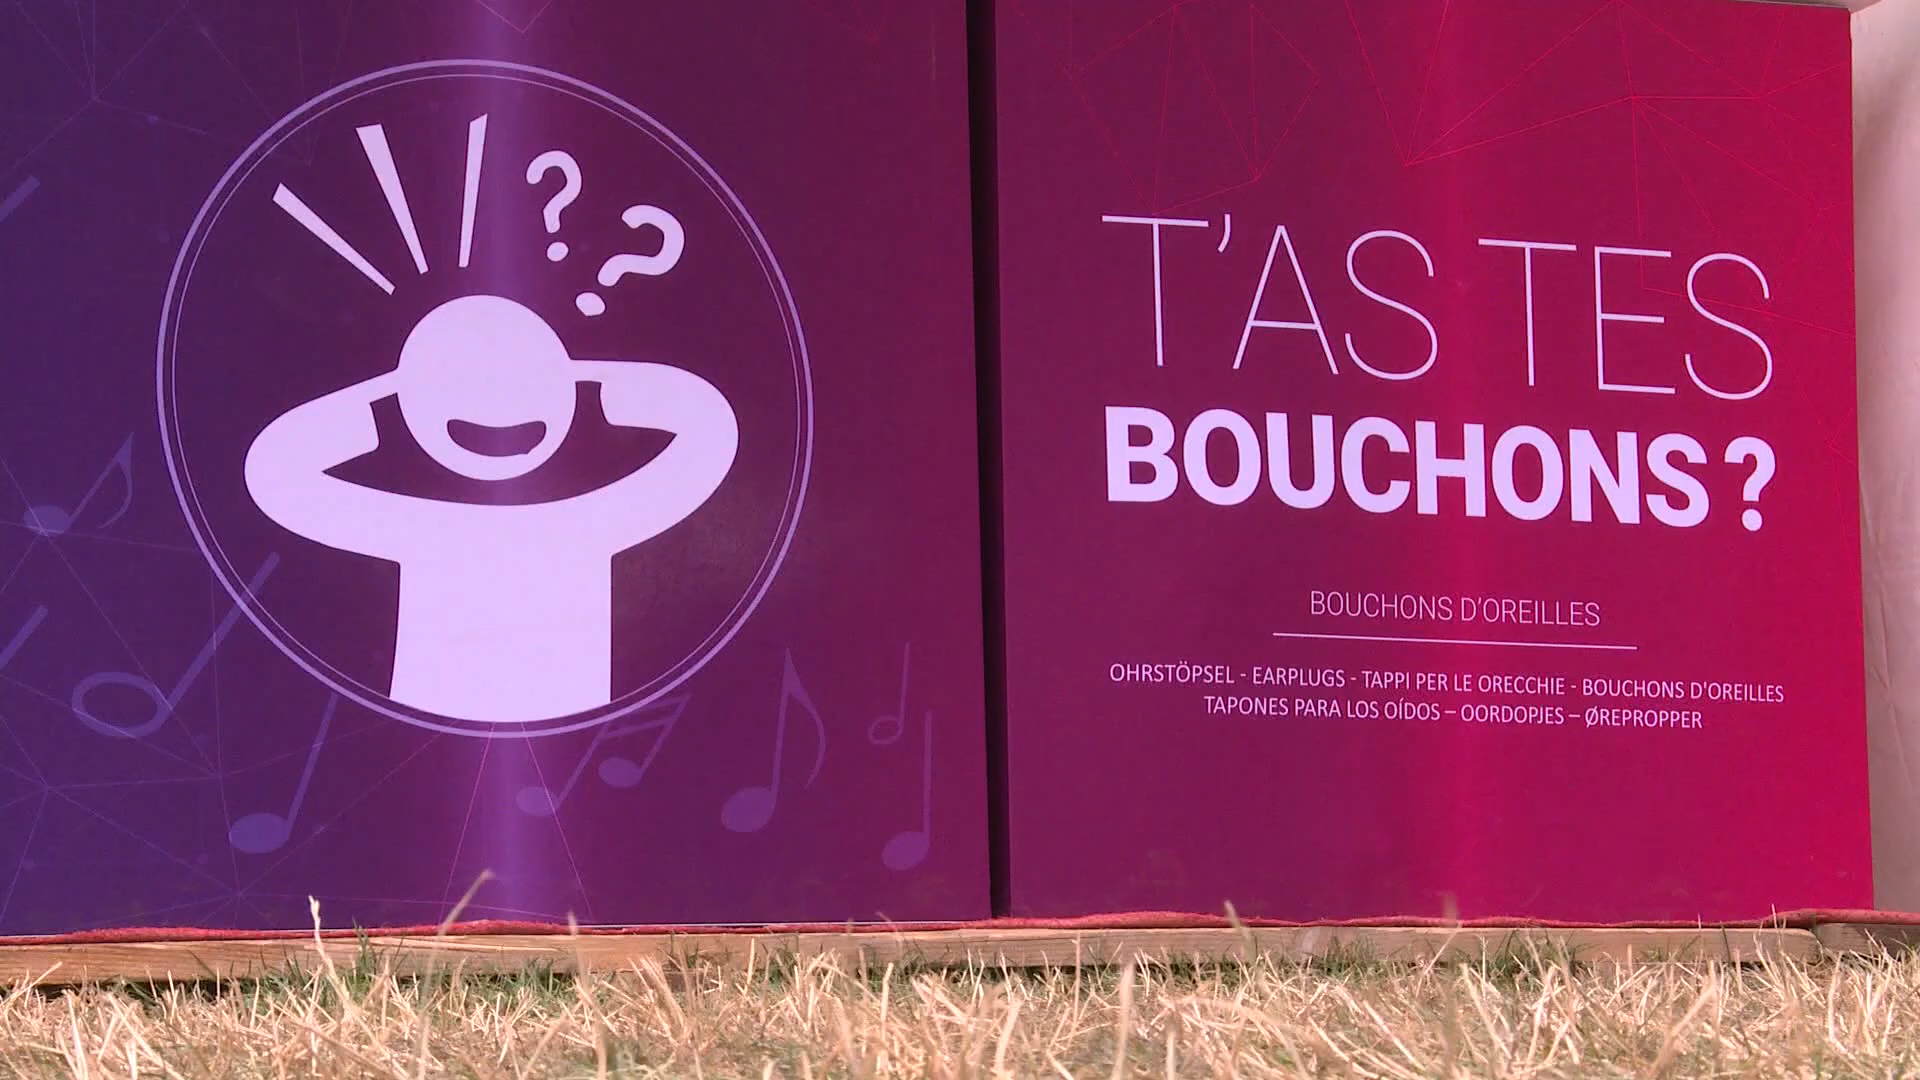 ??
T'AS TES
BOUCHONS?
BOUCHONS D'OREILLES
OHRSTÖPSEL - EARPLUGS - TAPPI PER LE ORECCHIE - BOUCHONS D'OREILLES
TAPONES PARA LOS OÍDOS – OORDOPJES – ØREPROPPER